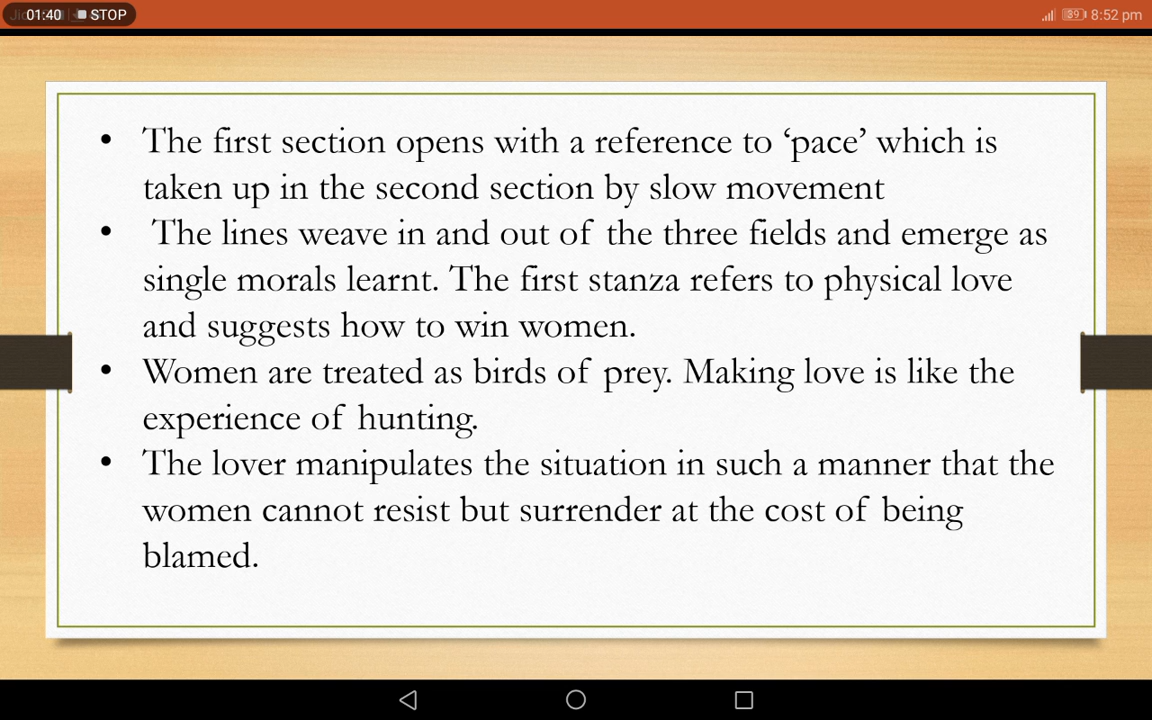 01:40 STOP
39 8:52 pm
• The first section opens with a reference to ‘pace’ which is
taken up in the second section by slow movement
• The lines weave in and out of the three fields and emerge as
single morals learnt. The first stanza refers to physical love
and suggests how to win women.
• Women are treated as birds of prey. Making love is like the
experience of hunting.
• The lover manipulates the situation in such a manner that the
women cannot resist but surrender at the cost of being
blamed.